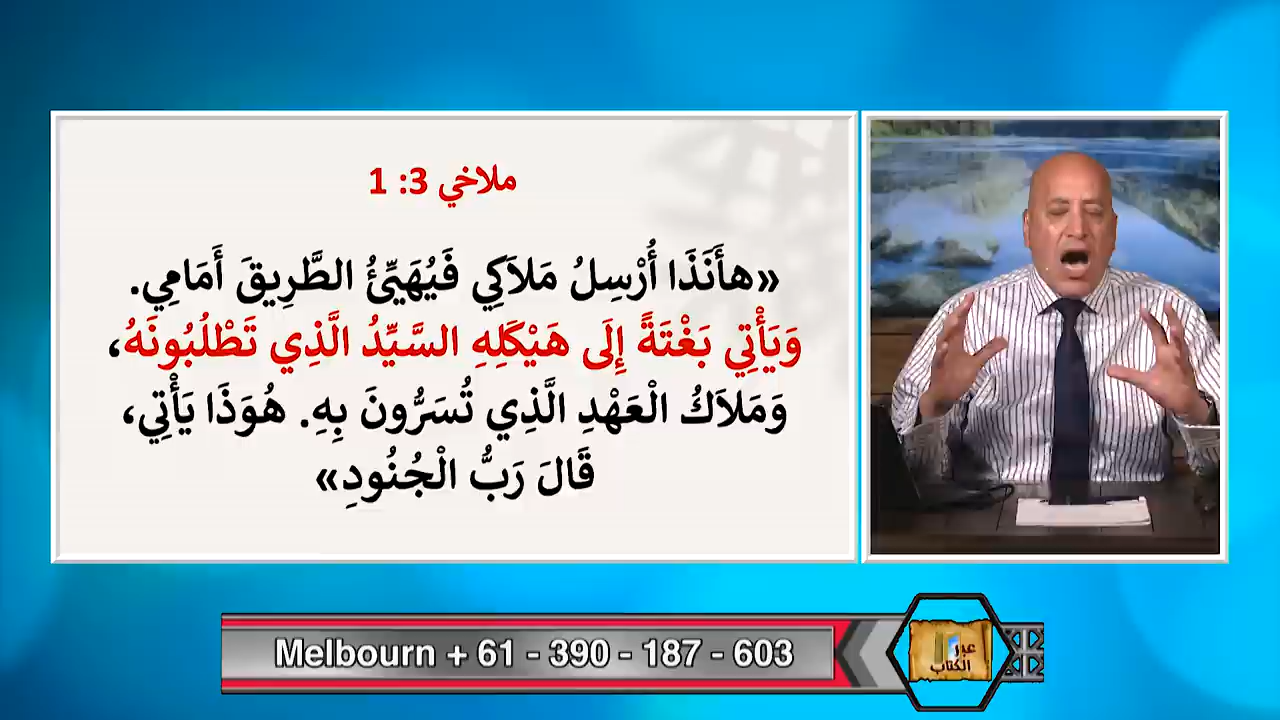 ملاخي 3: 1
«هأَنَذَا أُرْسِلُ مَلاَكِي فَيُهَيِّئُ الطَّرِيقَ أَمَامِي.
وَيَأْتِي بَغْتَةً إِلَى هَيْكَلِهِ السَّيِّدُ الَّذِي تَطْلُبُونَهُ،
وَمَلاَكُ الْعَهْدِ الَّذِي تُسَرُّونَ بِهِ. هُوَذَا يَأْتِي،
قَالَ رَبُّ الْجُنُودِ»
Melbourn + 61 - 390 - 187 - 603
عبر
الكتاب